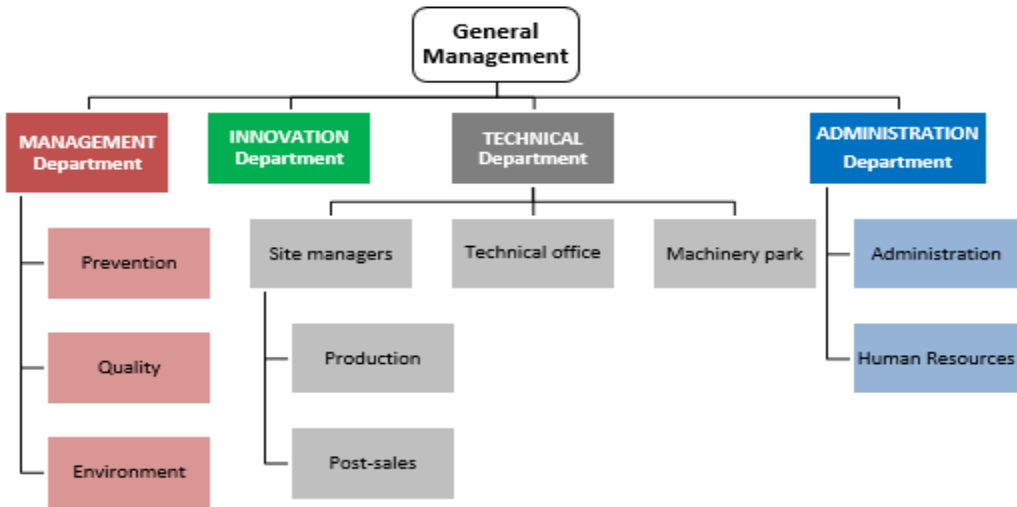 General
Management
MANAGEMENT
Department
INNOVATION
Department
TECHNICAL
Department
ADMINISTRATION
Department
Prevention
Quality
Environment
Site managers
Technical office
Machinery park
Production
Post-sales
Administration
Human Resources